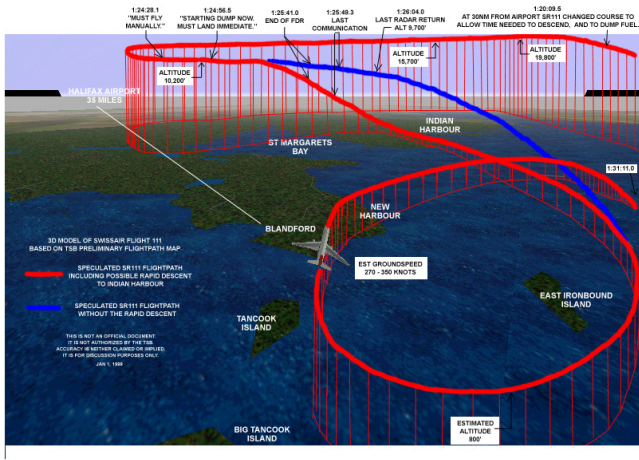 1:24:28.1
"MUST FLY
MANUALLY."
1:24:56.5
"STARTING DUMP NOW.
MUST LAND IMMEDIATE."
1:25:41.0
END OF FDR
1:25:49.3
LAST
COMMUNICATION
1:26:04.0
LAST RADAR RETURN
ALT 9,700'
1:20:09.5
AT 30NM FROM AIRPORT SR111 CHANGED COURSE TO
ALLOW TIME NEEDED TO DESCEND, AND TO DUMP FUEL.
ALTITUDE
10,200'
ALTITUDE
15,700'
ALTITUDE
19,800'
HALIFAX AIRPORT
35 MILES
INDIAN
HARBOUR
ST MARGARETS
BAY
1:31:11.0
NEW
HARBOUR
BLANDFORD
3D MODEL OF SWISSAIR FLIGHT 111
BASED ON TSB PRELIMINARY FLIGHTPATH MAP
SPECULATED SR111 FLIGHTPATH
INCLUDING POSSIBLE RAPID DESCENT
TO INDIAN HARBOUR
SPECULATED SR111 FLIGHTPATH
WITHOUT THE RAPID DESCENT
THIS IS NOT AN OFFICIAL DOCUMENT.
IT IS NOT AUTHORIZED BY THE TSB.
ACCURACY IS NEITHER CLAIMED OR IMPLIED.
IT IS FOR DISCUSSION PURPOSES ONLY.
JAN 1, 1999
EST GROUNDSPEED
270 - 350 KNOTS
EAST IRONBOUND
ISLAND
TANCOOK
ISLAND
BIG TANCOOK
ISLAND
ESTIMATED
ALTITUDE
800'